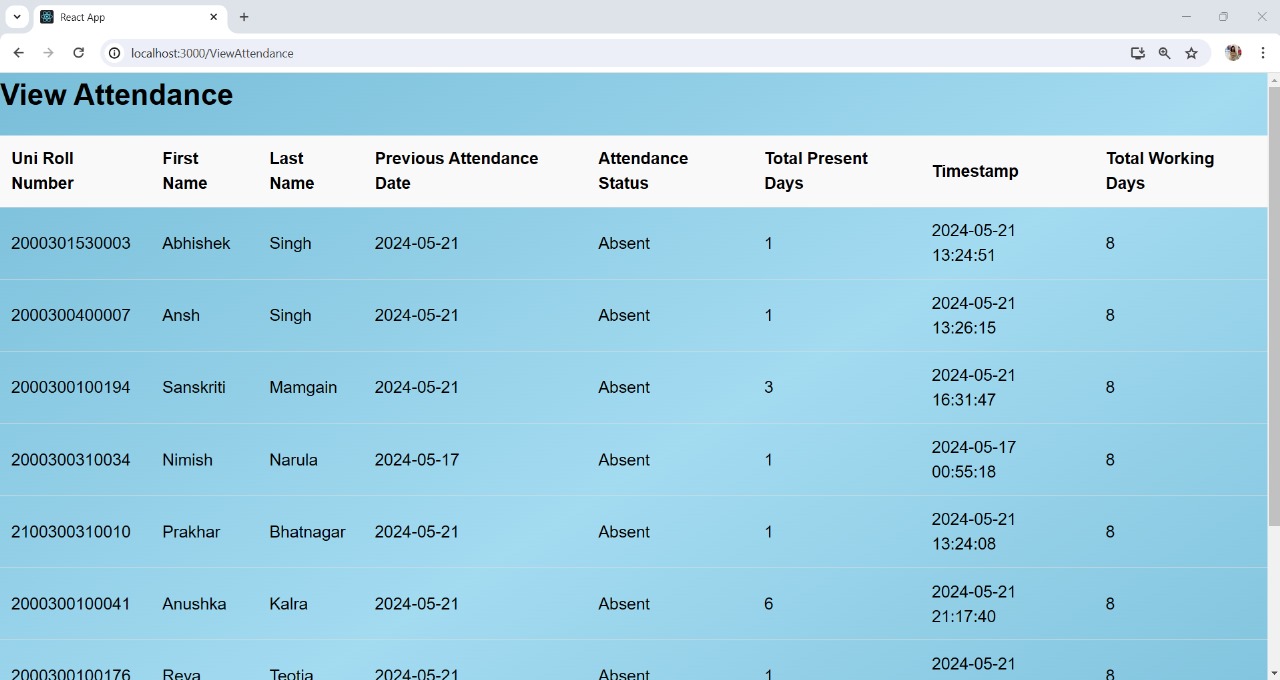 React App
localhost:3000/ViewAttendance
View Attendance
Uni Roll Number First Name Last Name Previous Attendance Date Attendance Status Total Present Days Timestamp Total Working Days
2000301530003 Abhishek Singh 2024-05-21 Absent 1 2024-05-21 13:24:51 8
2000300400007 Ansh Singh 2024-05-21 Absent 1 2024-05-21 13:26:15 8
2000300100194 Sanskriti Mamgain 2024-05-21 Absent 3 2024-05-21 16:31:47 8
2000300310034 Nimish Narula 2024-05-17 Absent 1 2024-05-17 00:55:18 8
2100300310010 Prakhar Bhatnagar 2024-05-21 Absent 1 2024-05-21 13:24:08 8
2000300100041 Anushka Kalra 2024-05-21 Absent 6 2024-05-21 21:17:40 8
2000300100176 Reya Teotia 2024-05-21 Absent 1 2024-05-21 8